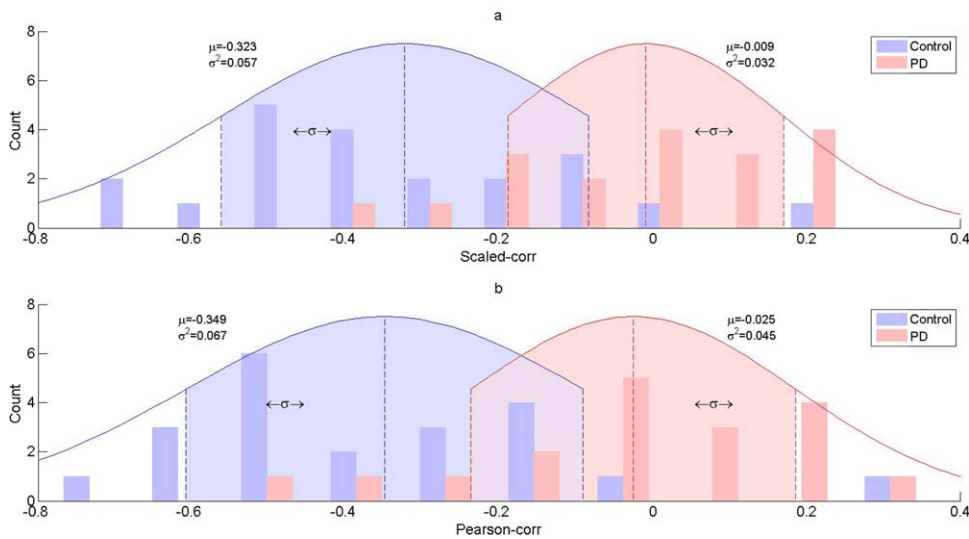 a
8
6
4
2
0
Count
μ=-0.323
σ²=0.057
←σ→
μ=-0.009
σ²=0.032
←σ→
Control
PD
-0.8
-0.6
-0.4
-0.2
0
0.2
0.4
Scaled-corr
b
8
6
4
2
0
Count
μ=-0.349
σ²=0.067
←σ→
μ=-0.025
σ²=0.045
←σ→
Control
PD
-0.8
-0.6
-0.4
-0.2
0
0.2
0.4
Pearson-corr